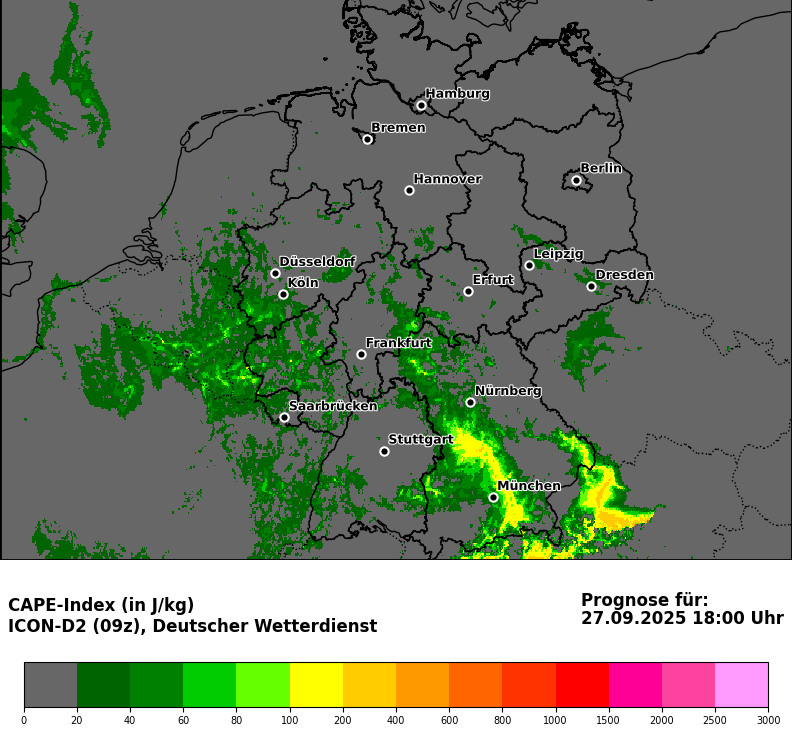 Hamburg
Bremen
Berlin
Hannover
Leipzig
Düsseldorf
Dresden
Köln
Erfurt
Frankfurt
Nürnberg
Saarbrücken
Stuttgart
München
CAPE-Index (in J/kg)
ICON-D2 (09z), Deutscher Wetterdienst
Prognose für:
27.09.2025 18:00 Uhr
0 20 40 60 80 100 200 400 600 800 1000 1500 2000 2500 3000